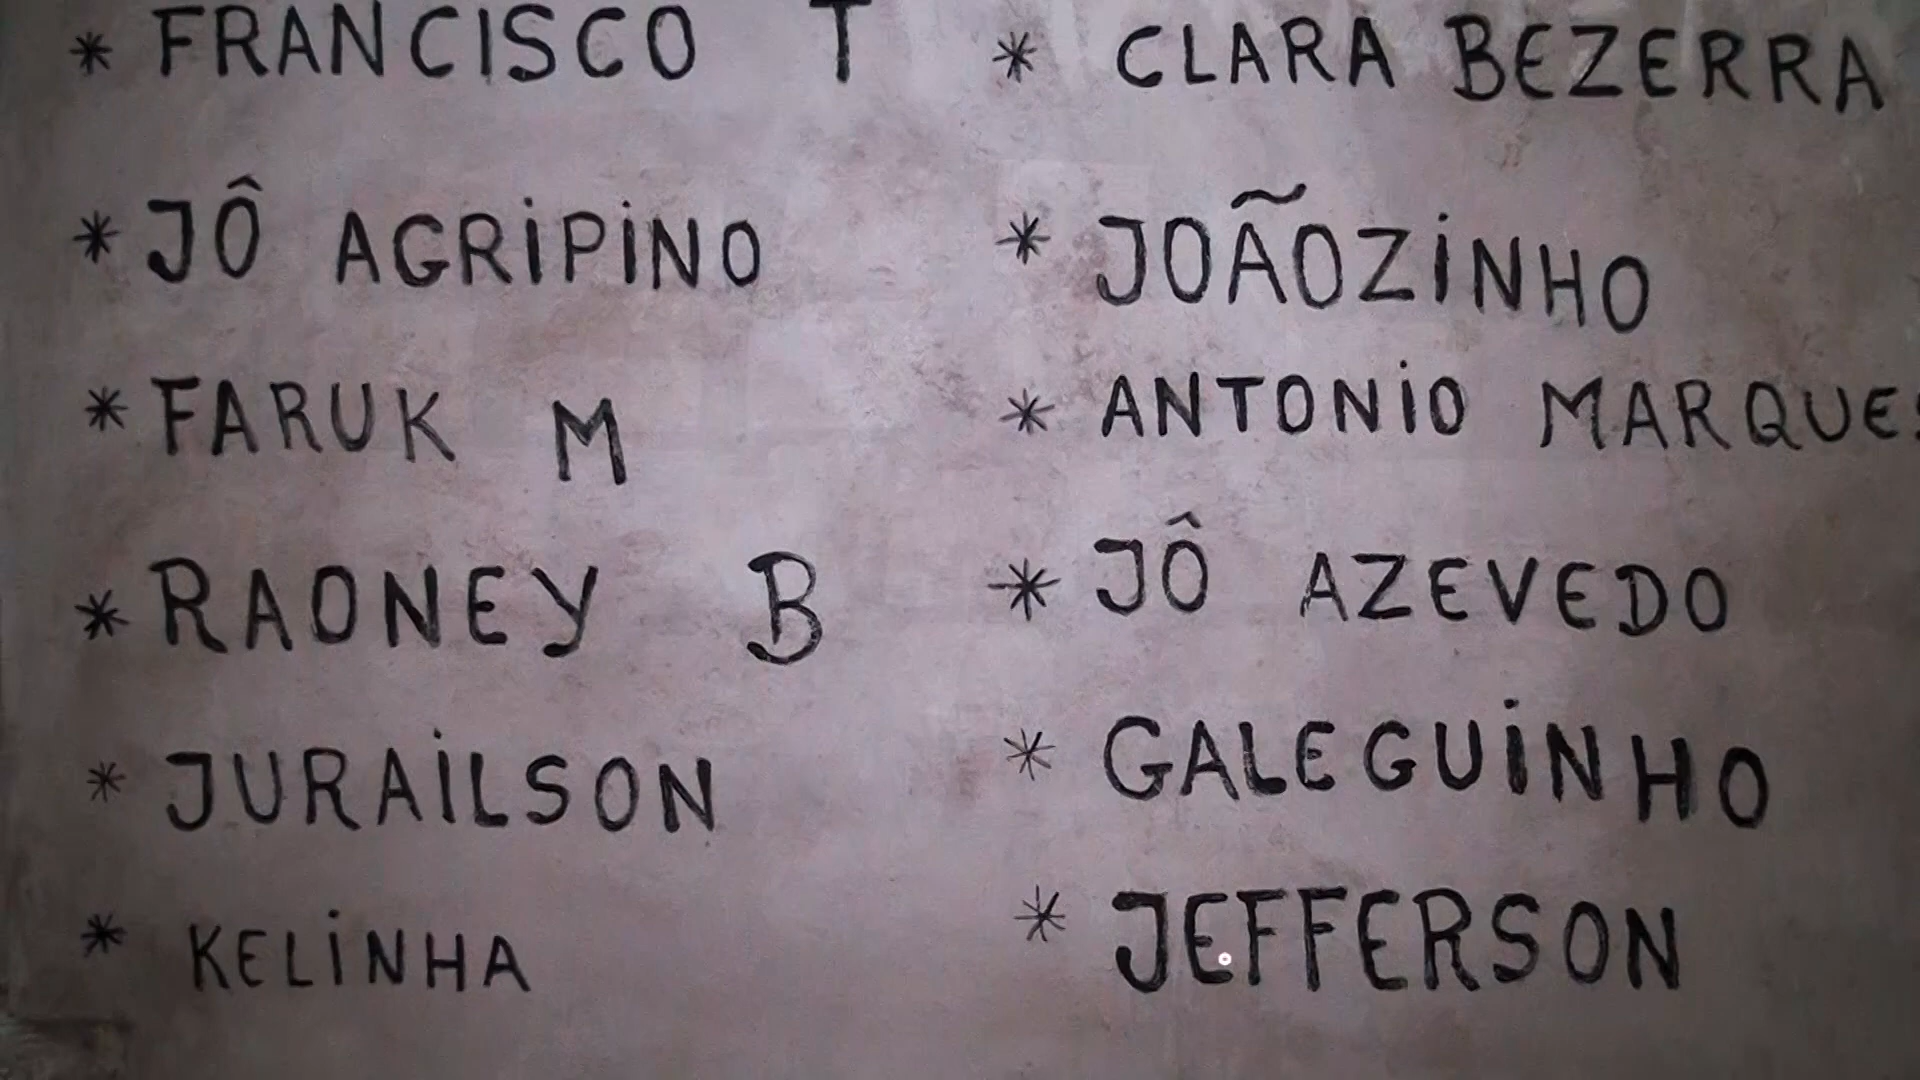 * FRANCISCO T
* JÔ AGRIPINO
* FARUK M
* RAONEY B
* JURAILSON
* KELINHA
* CLARA BEZERRA
* JOÃOZINHO
* ANTONIO MARQUES
* JÔ AZEVEDO
* GALEGUINHO
* JEFFERSON